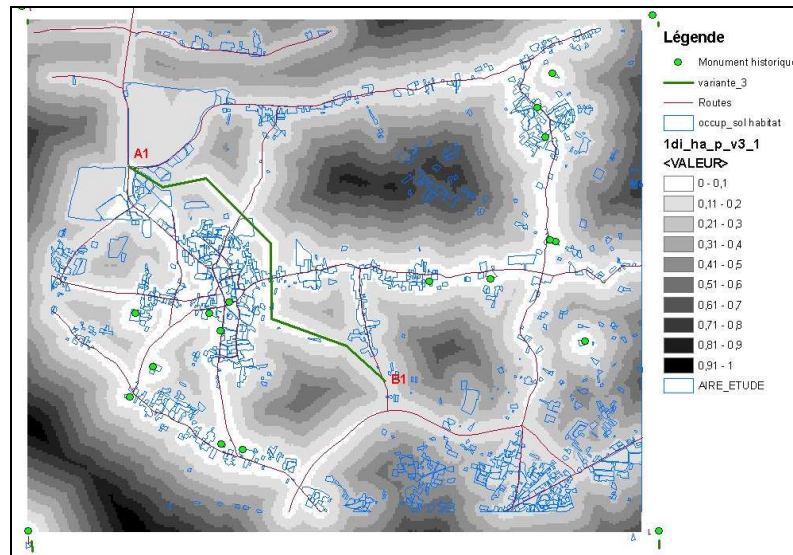 Légende
Monument historique
variante_3
Routes
occup_sol habitat
1di_ha_p_v3_1
<VALEUR>
0 - 0,1
0,11 - 0,2
0,21 - 0,3
0,31 - 0,4
0,41 - 0,5
0,51 - 0,6
0,61 - 0,7
0,71 - 0,8
0,81 - 0,9
0,91 - 1
AIRE_ETUDE
A1
B1